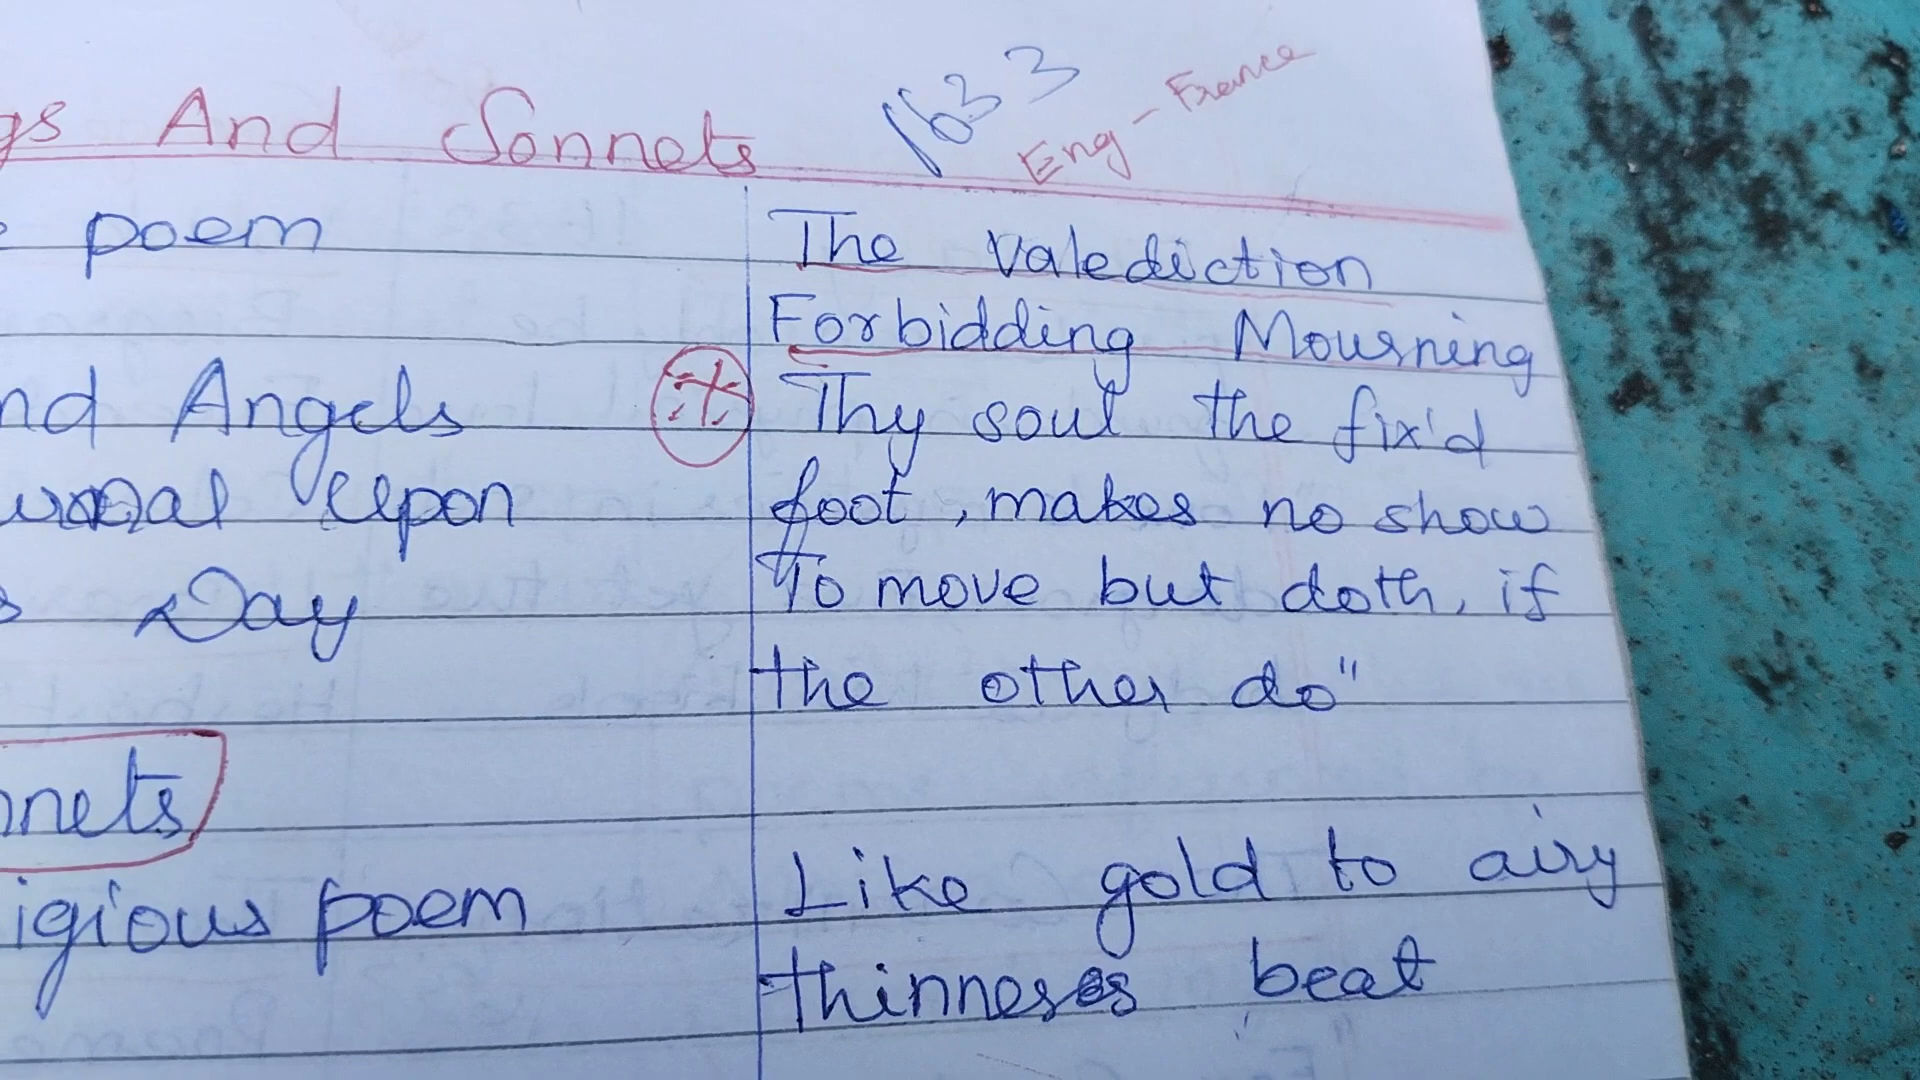 gs And Sonnets
1633
Eng - France
poem
nd Angels
Upon
Day
nnets
igious poem
The Valediction
Forbidding Mourning
Thy soul the fix'd
foot, makes no show
To move but doth, if
the other do"
Like gold to airy
thinness beat